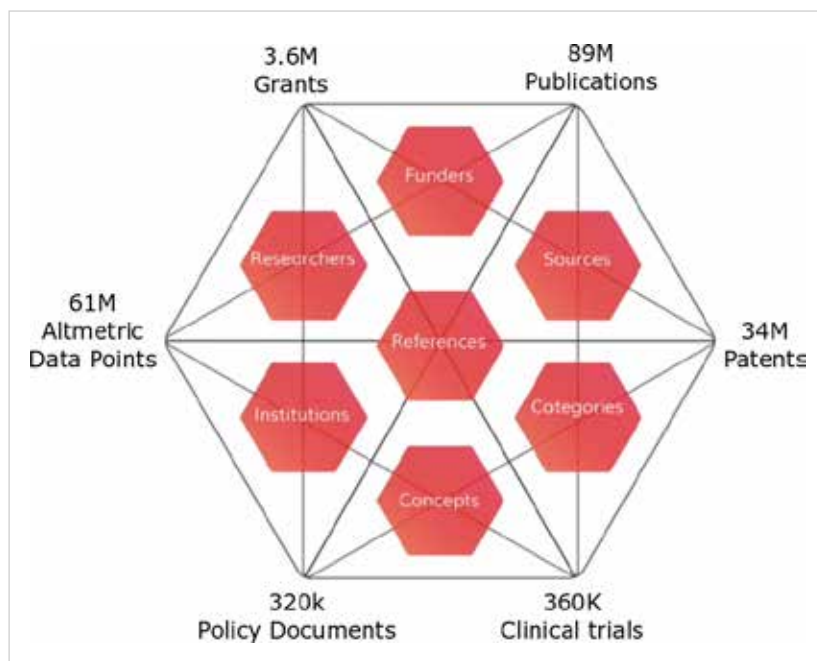 3.6M
Grants
89M
Publications
Funders
Researchers
Sources
61M
Altmetric
Data Points
References
34M
Patents
Institutions
Categories
Concepts
320k
Policy Documents
360K
Clinical trials